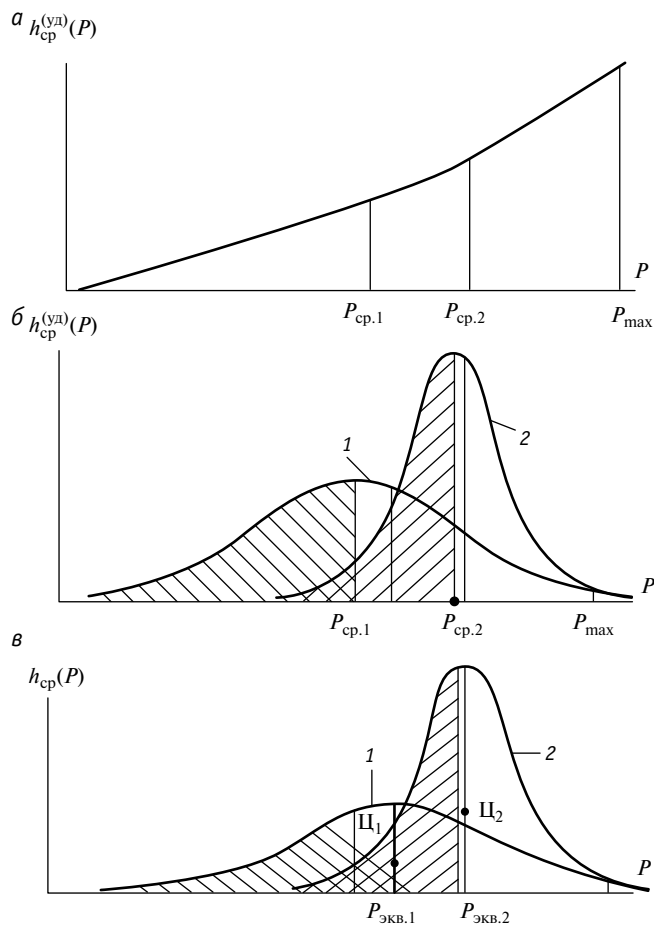 а
h_ср^(уд)(P)
P
P_ср.1 P_ср.2 P_max
б
h_ср^(уд)(P)
1
2
P
P_ср.1 P_ср.2 P_max
в
h_ср(P)
1
2
Ц_1 Ц_2
P
P_экв.1 P_экв.2